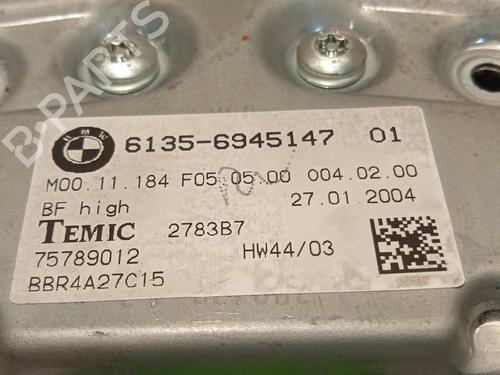 B-PARTS
BMW
6135-6945147 01
M00.11.184 F05.05.00 004.02.00
BF high 27.01.2004
TEMIC 2783B7
75789012 HW44/03
BBR4A27C15